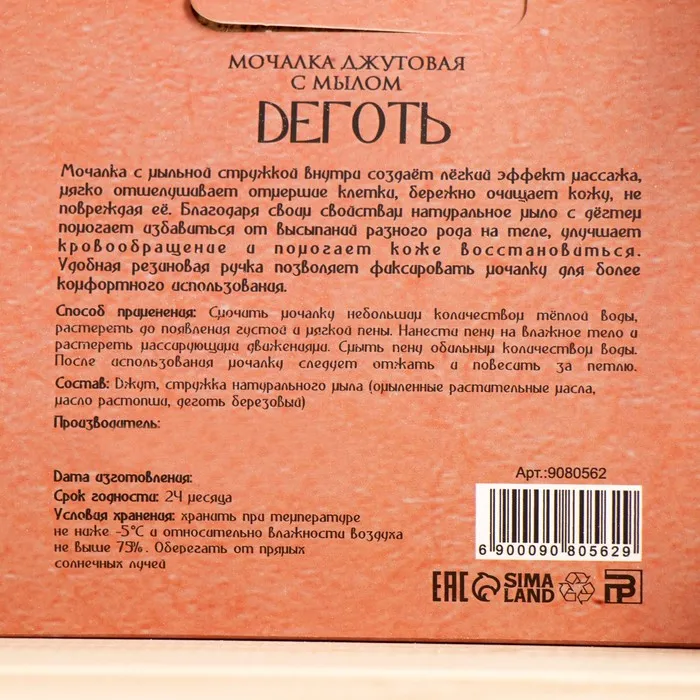 МОЧАЛКА ДЖУТОВАЯ
С МЫЛОМ
ДЕГОТЬ
Мочалка с мыльной стружкой внутри создаёт лёгкий эффект массажа,
мягко отшелушивает отмершие клетки, бережно очищает кожу, не
повреждая её. Благодаря своим свойствам натуральное мыло с дёгтем
помогает избавиться от высыпаний разного рода на теле, улучшает
кровообращение и помогает коже восстановиться.
Удобная резиновая ручка позволяет фиксировать мочалку для более
комфортного использования.
Способ применения: Смочить мочалку небольшим количеством тёплой воды,
растереть до появления густой и мягкой пены. Нанести пену на влажное тело и
растереть массирующими движениями. Смыть пену обильным количеством воды.
После использования мочалку следует отжать и повесить за петлю.
Состав: Джут, стружка натурального мыла (омыленные растительные масла,
масло расторопши, деготь березовый)
Производитель:
Дата изготовления:
Срок годности: 24 месяца
Условия хранения: хранить при температуре
не ниже -5°С и относительно влажности воздуха
не выше 75%. Оберегать от прямых
солнечных лучей
Арт.:9080562
6 900090 805629
EAC SIMA LAND ПР